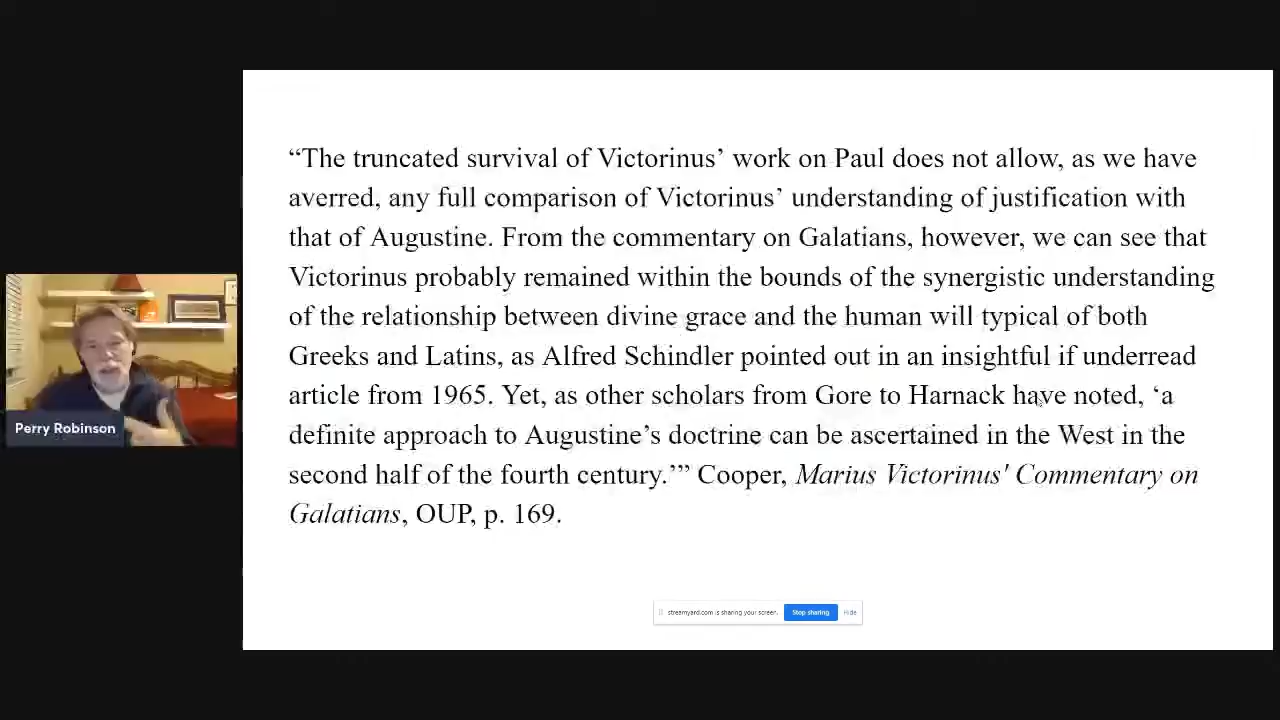 “The truncated survival of Victorinus’ work on Paul does not allow, as we have
averred, any full comparison of Victorinus’ understanding of justification with
that of Augustine. From the commentary on Galatians, however, we can see that
Victorinus probably remained within the bounds of the synergistic understanding
of the relationship between divine grace and the human will typical of both
Greeks and Latins, as Alfred Schindler pointed out in an insightful if underread
article from 1965. Yet, as other scholars from Gore to Harnack have noted, ‘a
definite approach to Augustine’s doctrine can be ascertained in the West in the
second half of the fourth century.’” Cooper, Marius Victorinus' Commentary on
Galatians, OUP, p. 169.
Perry Robinson
streamyard.com is sharing your screen. Stop sharing Hide